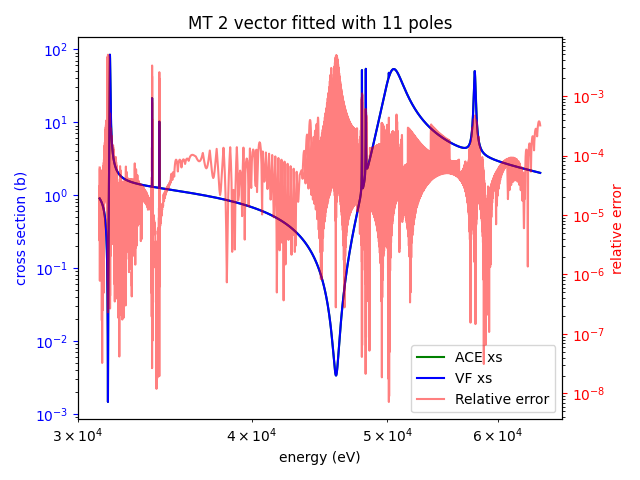 MT 2 vector fitted with 11 poles
cross section (b)
10²
10¹
10⁰
10⁻¹
10⁻²
10⁻³
relative error
10⁻³
10⁻⁴
10⁻⁵
10⁻⁶
10⁻⁷
10⁻⁸
ACE xs
VF xs
Relative error
3 × 10⁴ 4 × 10⁴ 5 × 10⁴ 6 × 10⁴
energy (eV)